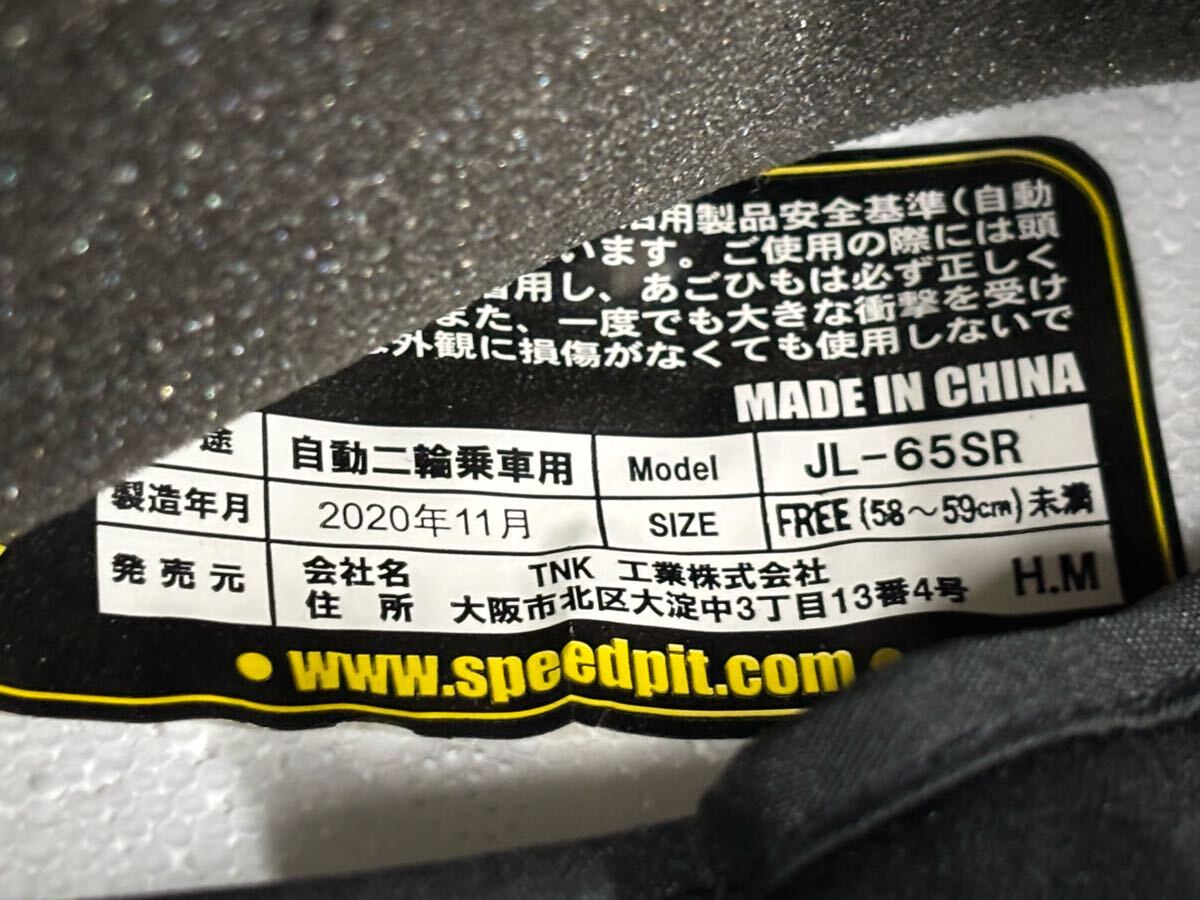 用製品安全基準(自動
います。ご使用の際には頭
着用し、あごひもは必ず正しく
また、一度でも大きな衝撃を受け
外観に損傷がなくても使用しないで
MADE IN CHINA
途 自動二輪乗車用 Model JL-65SR
製造年月 2020年11月 SIZE FREE (58〜59cm) 未満
発売元 会社名 TNK 工業株式会社 H.M
住所 大阪市北区大淀中3丁目13番4号
• www.speedpit.com •